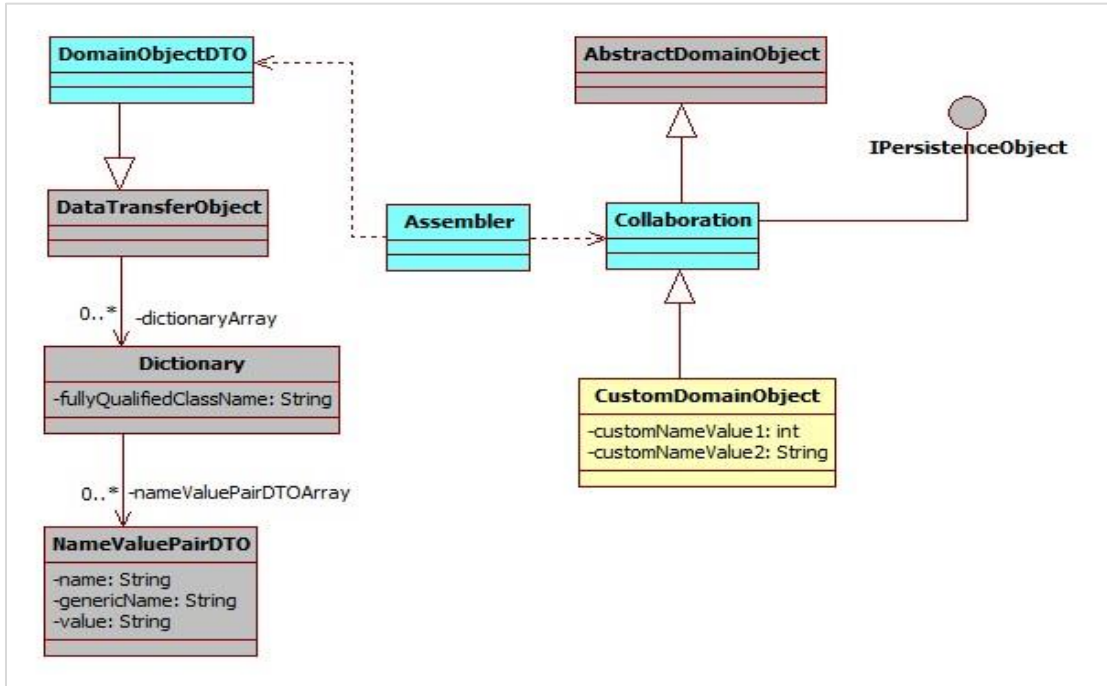 DomainObjectDTO
AbstractDomainObject
IPersistenceObject
DataTransferObject
Assembler
Collaboration
0..*
-dictionaryArray
Dictionary
-fullyQualifiedClassName: String
CustomDomainObject
-customNameValue1: int
-customNameValue2: String
0..*
-nameValuePairDTOArray
NameValuePairDTO
-name: String
-genericName: String
-value: String